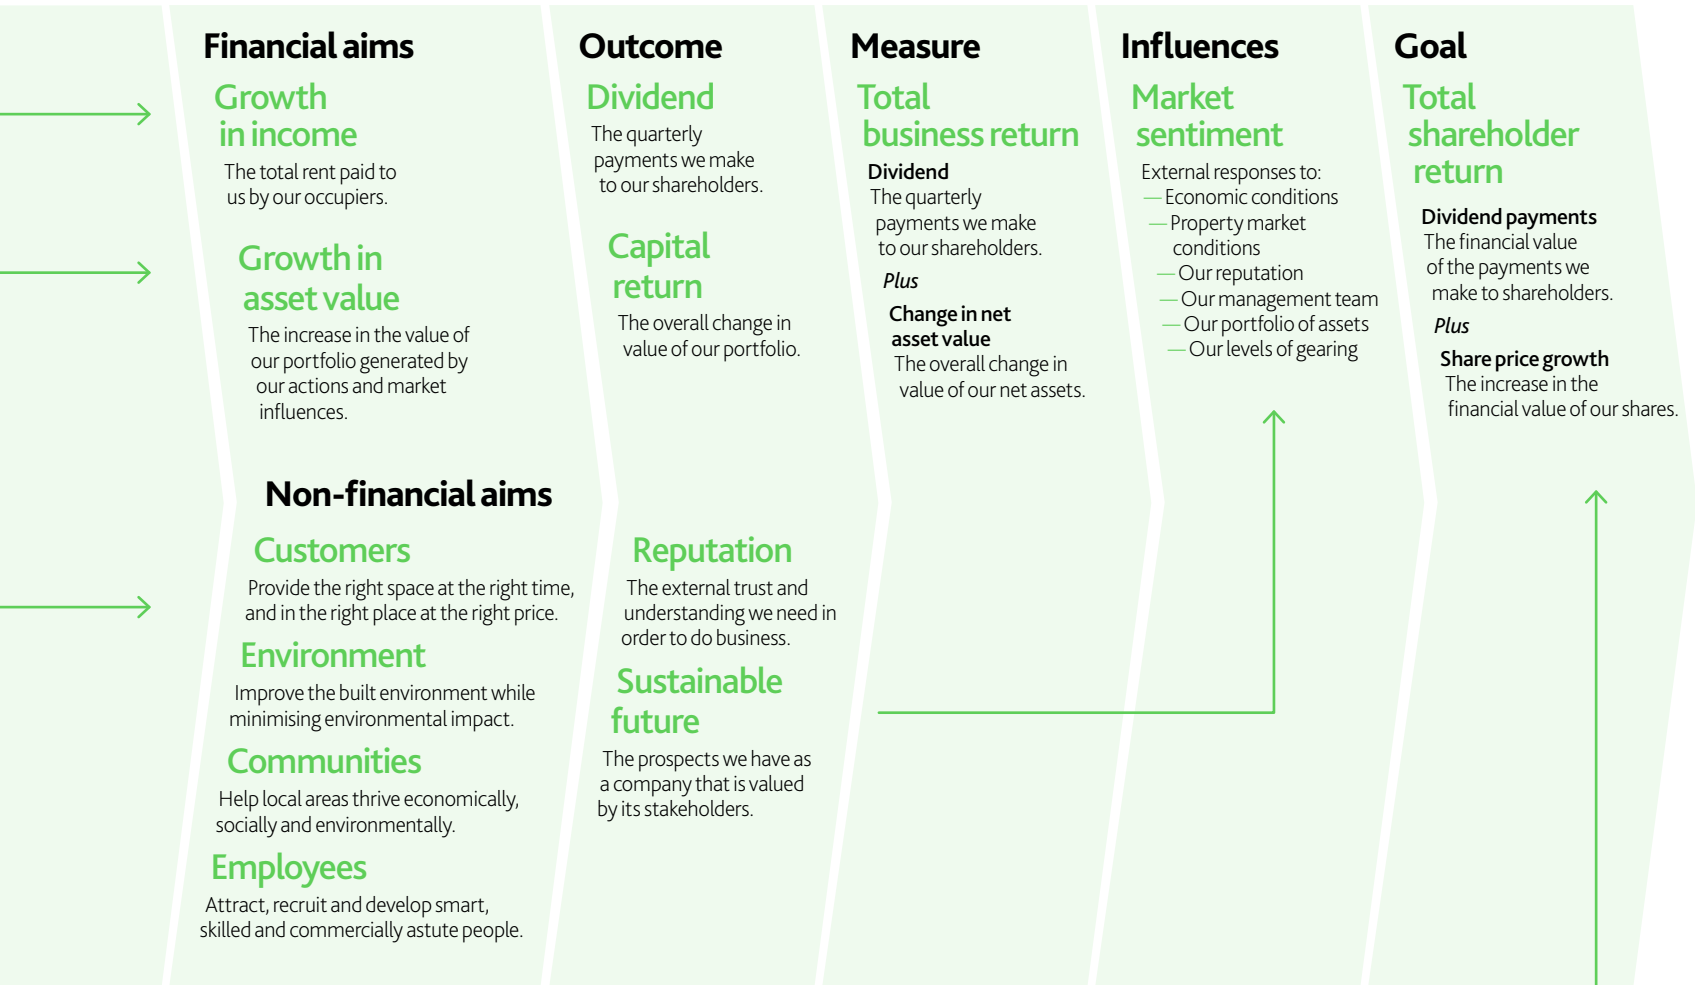 Financial aims
Growth
in income
The total rent paid to
us by our occupiers.
Growth in
asset value
The increase in the value of
our portfolio generated by
our actions and market
influences.
Non-financial aims
Customers
Provide the right space at the right time,
and in the right place at the right price.
Environment
Improve the built environment while
minimising environmental impact.
Communities
Help local areas thrive economically,
socially and environmentally.
Employees
Attract, recruit and develop smart,
skilled and commercially astute people.
Outcome
Dividend
The quarterly
payments we make
to our shareholders.
Capital
return
The overall change in
value of our portfolio.
Reputation
The external trust and
understanding we need in
order to do business.
Sustainable
future
The prospects we have as
a company that is valued
by its stakeholders.
Measure
Total
business return
Dividend
The quarterly
payments we make
to our shareholders.
Plus
Change in net
asset value
The overall change in
value of our net assets.
Influences
Market
sentiment
External responses to:
— Economic conditions
— Property market
conditions
— Our reputation
— Our management team
— Our portfolio of assets
— Our levels of gearing
Goal
Total
shareholder
return
Dividend payments
The financial value
of the payments we
make to shareholders.
Plus
Share price growth
The increase in the
financial value of our shares.